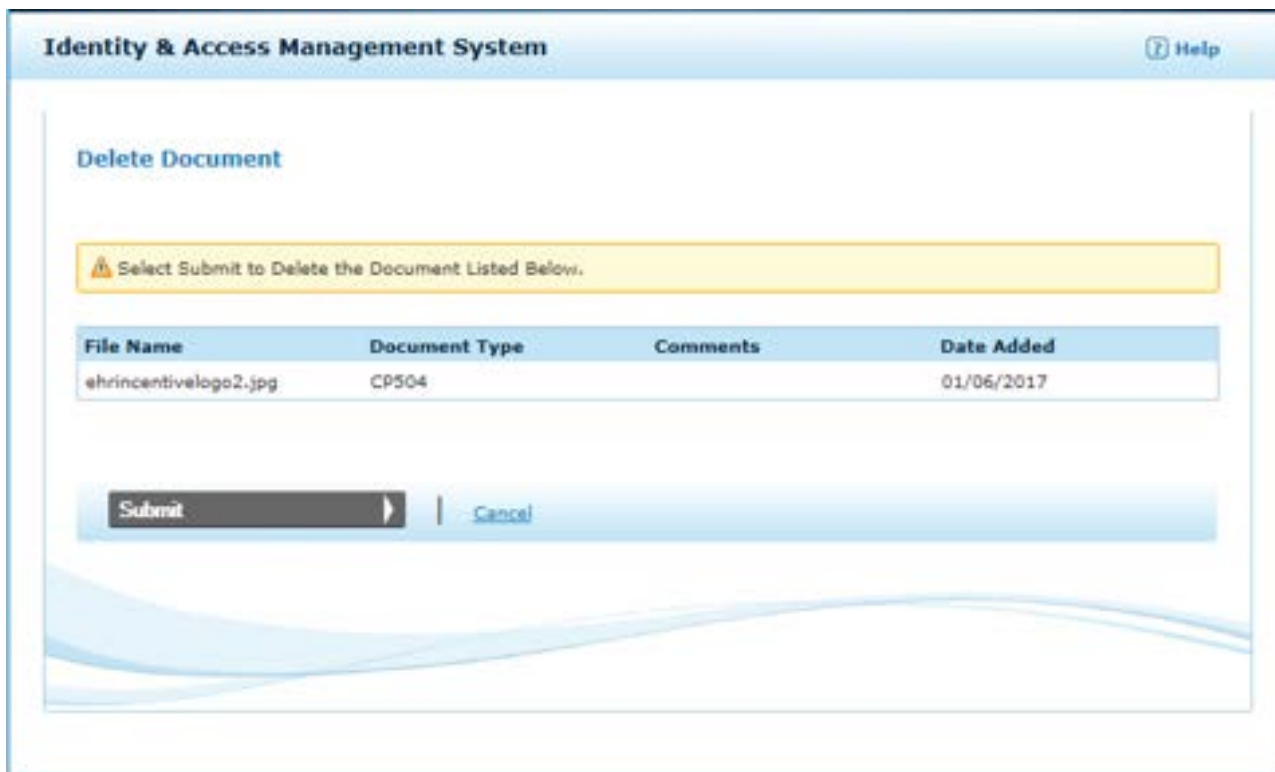 Identity & Access Management System
Help
Delete Document
Select Submit to Delete the Document Listed Below.
File Name Document Type Comments Date Added
ehrincentivelogo2.jpg CP504 01/06/2017
Submit | Cancel